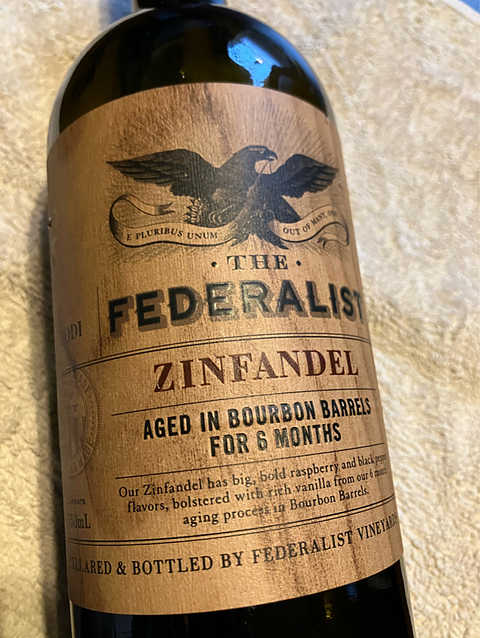 E PLURIBUS UNUM
OUT OF MANY, ONE
• THE •
FEDERALIST
ZINFANDEL
AGED IN BOURBON BARRELS
FOR 6 MONTHS
Our Zinfandel has big, bold raspberry and black pepper
flavors, bolstered with rich vanilla from our 6 month
aging process in Bourbon Barrels.
& BOTTLED BY FEDERALIST VINEYARDS